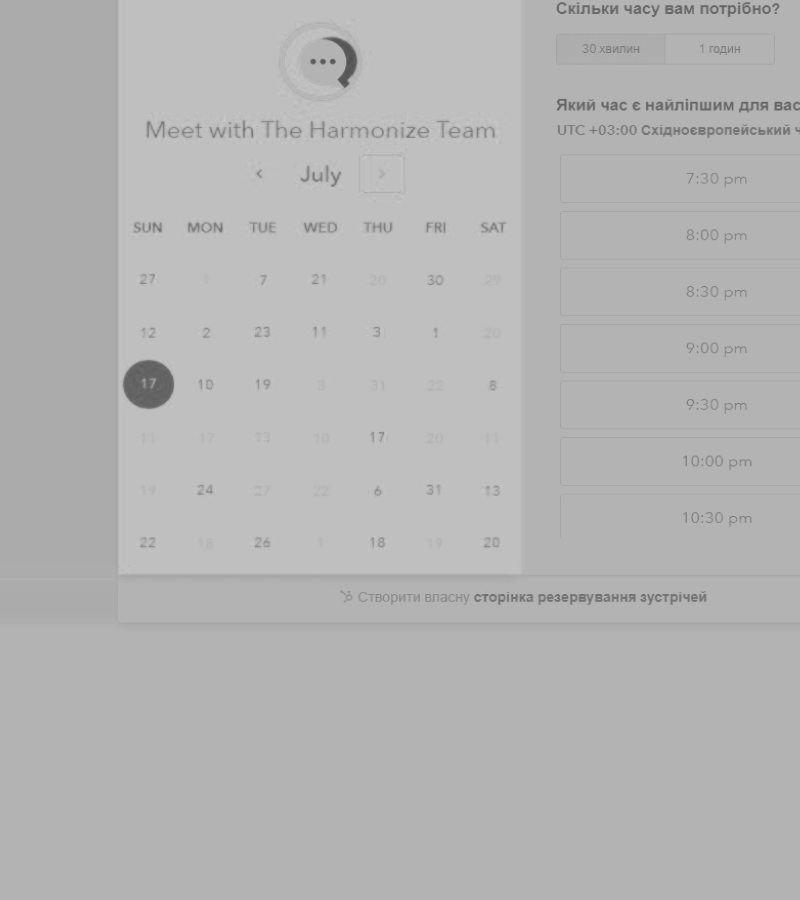 Meet with The Harmonize Team
July
SUN MON TUE WED THU FRI SAT
27 1 7 21 20 30 29
12 2 23 11 3 1 20
17 10 19 3 31 22 8
11 17 13 10 17 20 11
19 24 27 22 6 31 13
22 18 26 1 18 19 20
Скільки часу вам потрібно?
30 хвилин 1 годин
Який час є найліпшим для вас
UTC +03:00 Східноєвропейський ч
7:30 pm
8:00 pm
8:30 pm
9:00 pm
9:30 pm
10:00 pm
10:30 pm
Створити власну сторінка резервування зустрічей